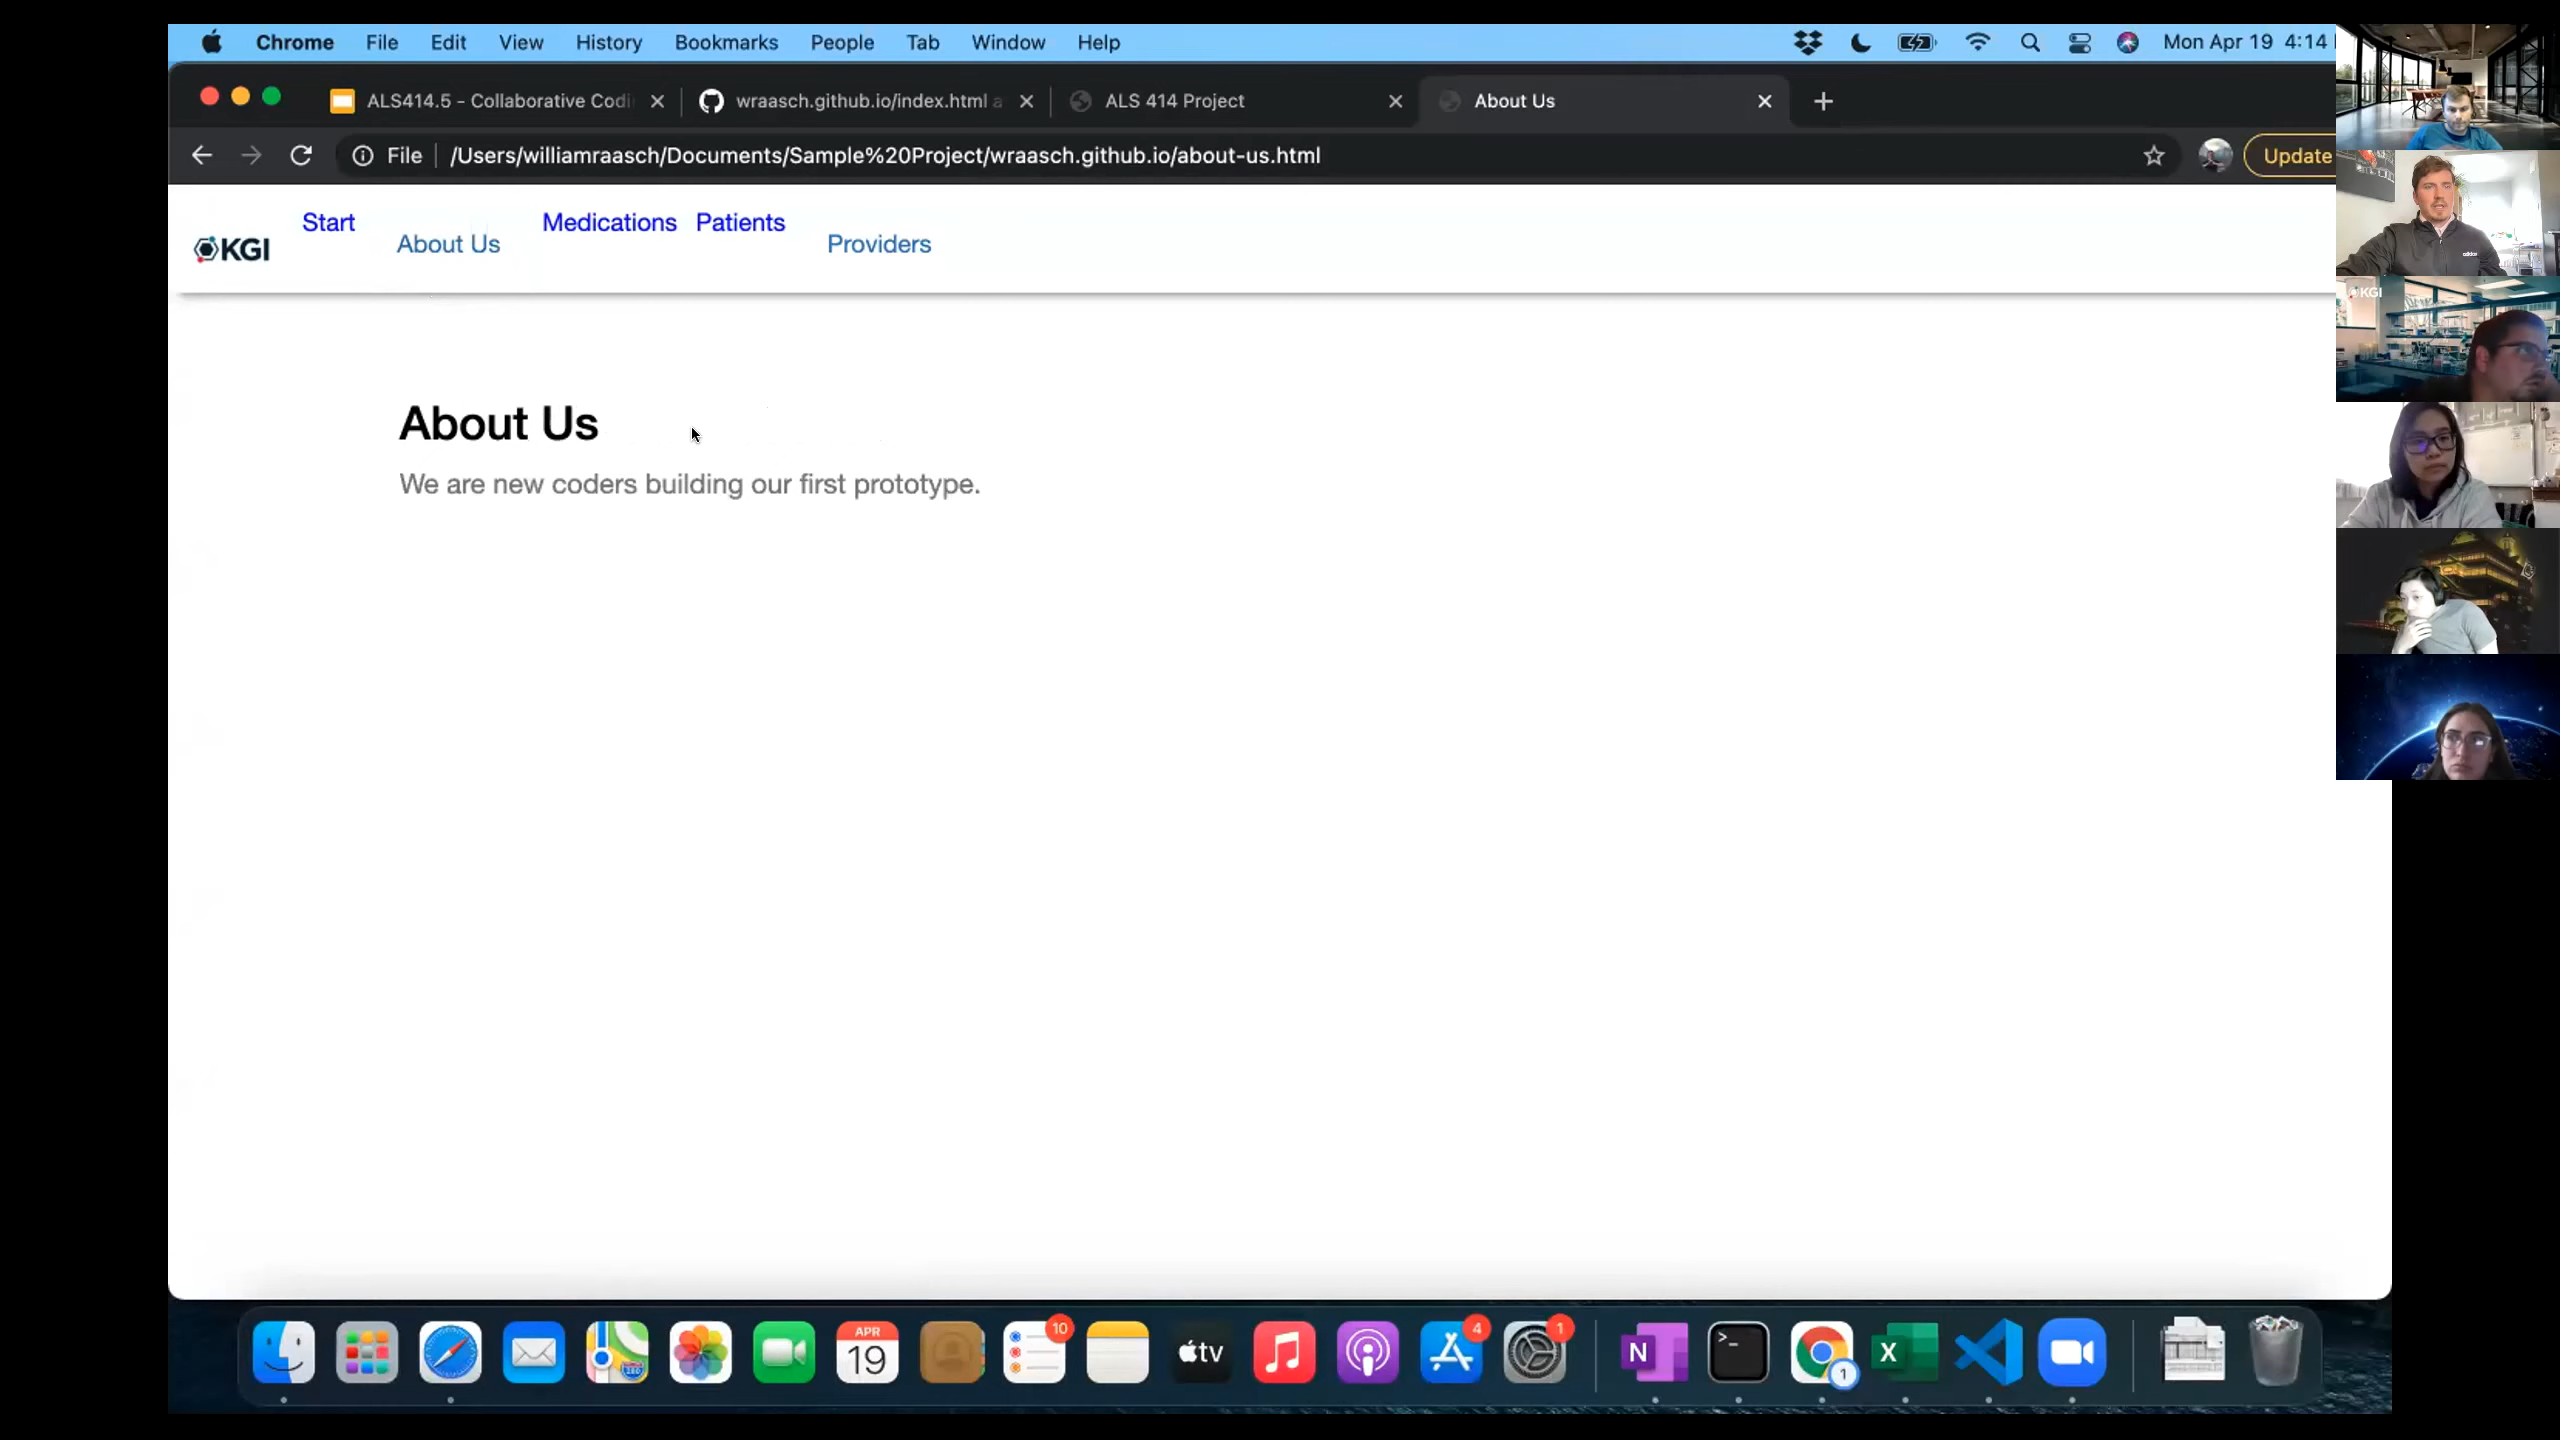 Chrome File Edit View History Bookmarks People Tab Window Help Mon Apr 19 4:14
ALS414.5 - Collaborative Codi wraasch.github.io/index.html a ALS 414 Project About Us
File /Users/williamraasch/Documents/Sample%20Project/wraasch.github.io/about-us.html Update
KGI Start About Us Medications Patients Providers
KGI
About Us
We are new coders building our first prototype.
APR 10 4 1
19 tv N >_ X
1